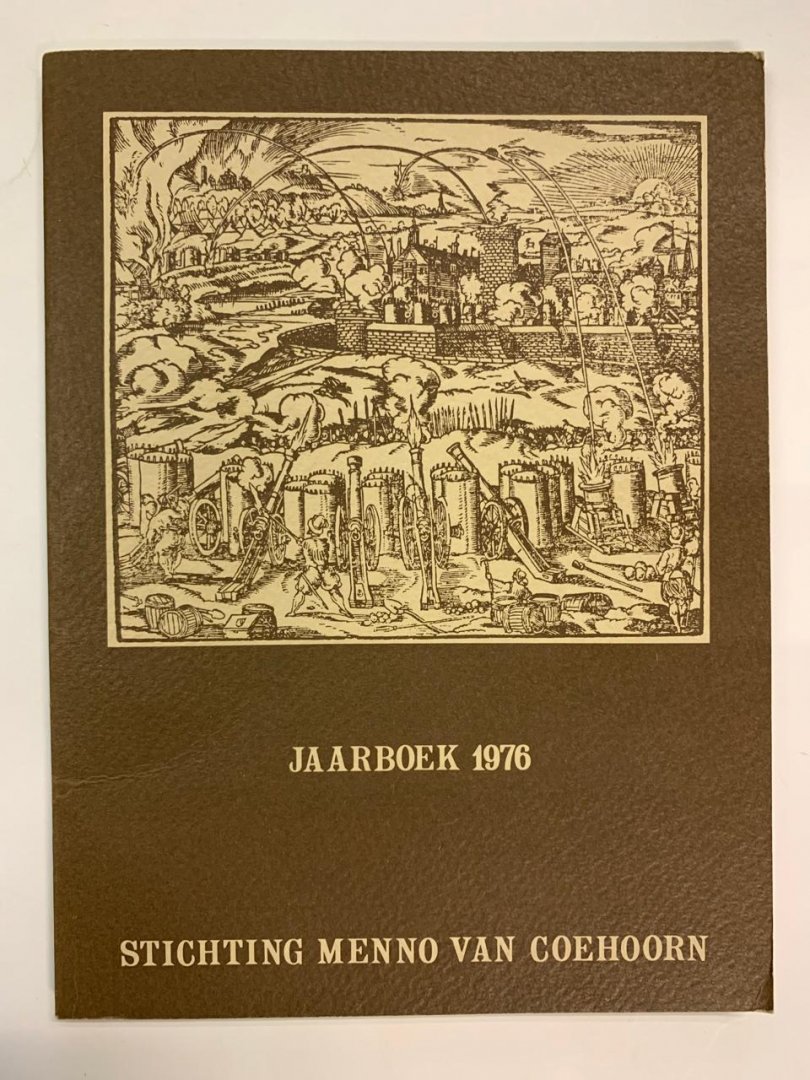 JAARBOEK 1976
STICHTING MENNO VAN COEHOORN